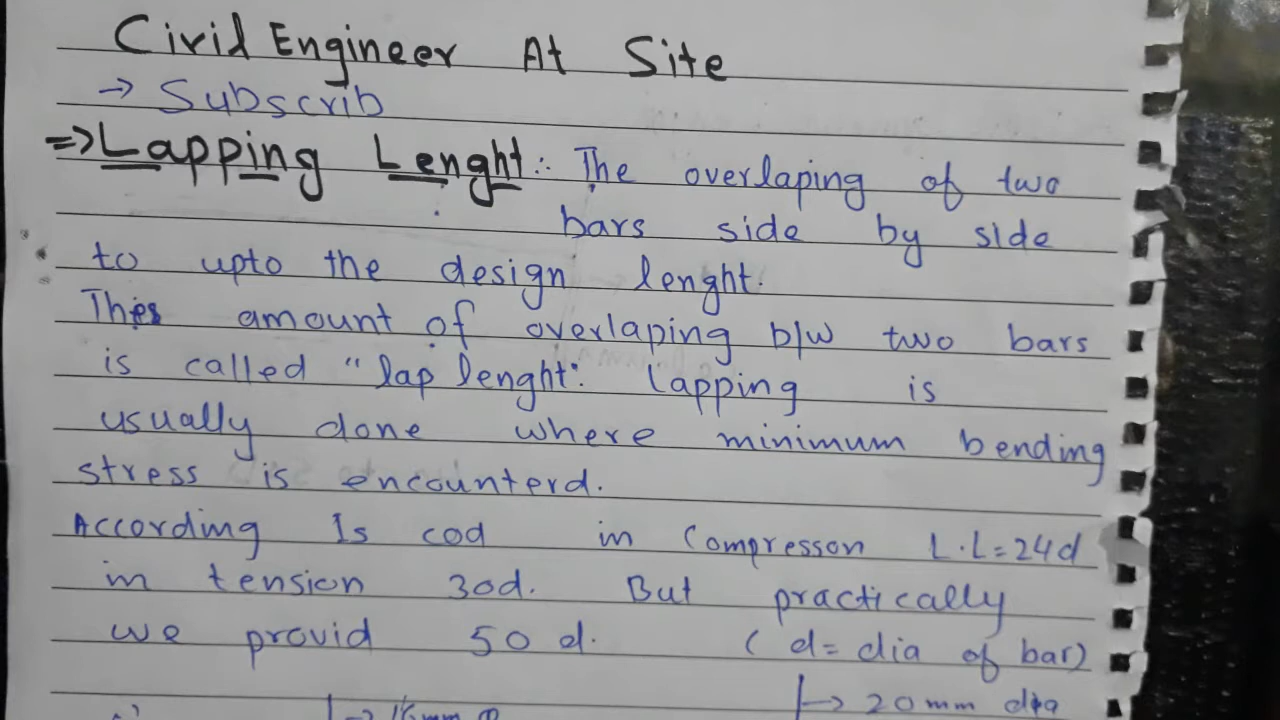 Civil Engineer At Site
→ Subscrib
⇒ Lapping Lenght:. The overlaping of two
bars side by side
to upto the design lenght.
This amount of overlaping b/w two bars
is called "lap lenght". Lapping is
usually done where minimum bending
stress is encounterd.
According Is cod in Compresson L.L=24d
in tension 30d. But practically
we provid 50 d. (d= dia of bar)
↳ 20mm dia